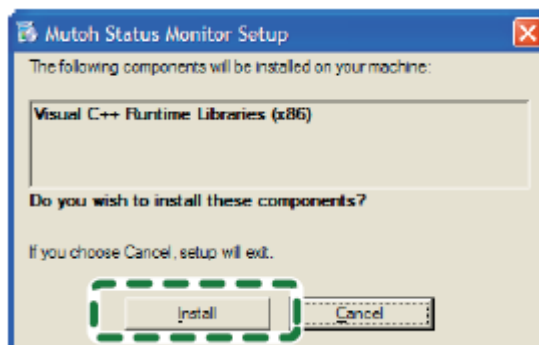 Mutoh Status Monitor Setup
The following components will be installed on your machine:
Visual C++ Runtime Libraries (x86)
Do you wish to install these components?
If you choose Cancel, setup will exit.
Install
Cancel